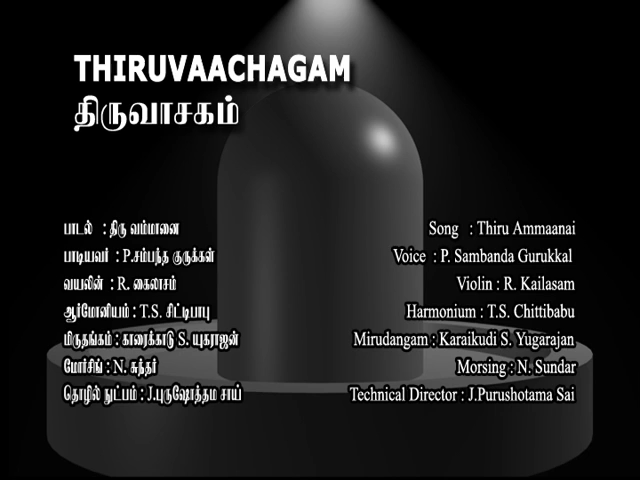 THIRUVAACHAGAM
திருவாசகம்
பாடல் : திரு வம்மானை
Song : Thiru Ammaanai
பாடியவர் : P.சம்பந்த குருக்கள்
Voice : P. Sambanda Gurukkal
வயலின் : R. கைலாசம்
Violin : R. Kailasam
ஆர்மோனியம் : T.S. சிட்டிபாபு
Harmonium : T.S. Chittibabu
மிருதங்கம் : காரைக்காடு S. யுகராஜன்
Mirudangam : Karaikudi S. Yugarajan
மோர்சிங் : N. சுந்தர்
Morsing : N. Sundar
தொழில் நுட்பம் : J.புருஷோத்தம சாய்
Technical Director : J.Purushotama Sai